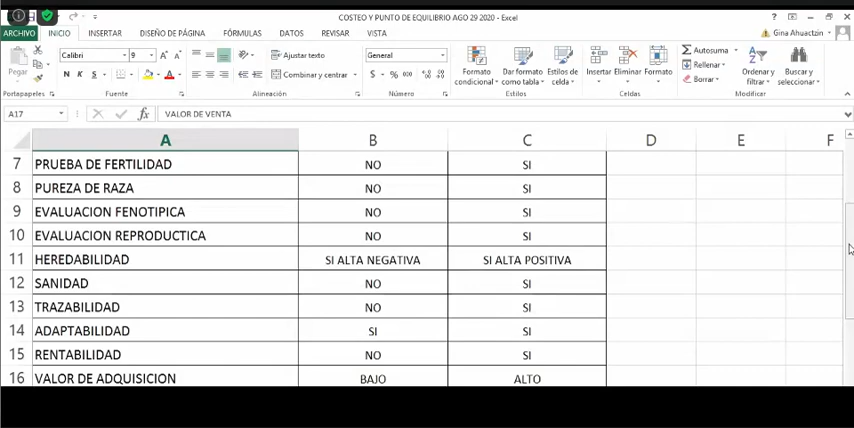 COSTEO Y PUNTO DE EQUILIBRIO AGO 29 2020 - Excel
ARCHIVO INICIO INSERTAR DISEÑO DE PÁGINA FÓRMULAS DATOS REVISAR VISTA Gina Ahuactzin
Pegar Calibri 9 Ajustar texto General Formato condicional Dar formato como tabla Estilos de celda Insertar Eliminar Formato Autosuma Ordenar y filtrar Buscar y seleccionar
N K S Combinar y centrar $ % 000 Rellenar
Borrar
Portapapeles Fuente Alineación Número Estilos Celdas Modificar
A17 fx VALOR DE VENTA
A B C D E F
7 PRUEBA DE FERTILIDAD NO SI
8 PUREZA DE RAZA NO SI
9 EVALUACION FENOTIPICA NO SI
10 EVALUACION REPRODUCTICA NO SI
11 HEREDABILIDAD SI ALTA NEGATIVA SI ALTA POSITIVA
12 SANIDAD NO SI
13 TRAZABILIDAD NO SI
14 ADAPTABILIDAD SI SI
15 RENTABILIDAD NO SI
16 VALOR DE ADQUISICION BAJO ALTO